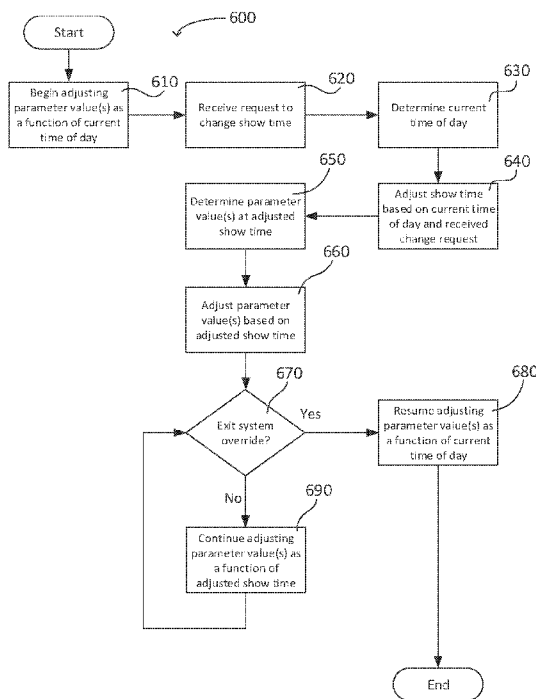 Start
600
610
Begin adjusting
parameter value(s) as
a function of current
time of day
620
Receive request to
change show time
630
Determine current
time of day
640
Adjust show time
based on current time
of day and received
change request
650
Determine parameter
value(s) at adjusted
show time
660
Adjust parameter
value(s) based on
adjusted show time
670
Exit system
override?
Yes
680
Resume adjusting
parameter value(s) as
a function of current
time of day
No
690
Continue adjusting
parameter value(s) as
a function of
adjusted show time
End